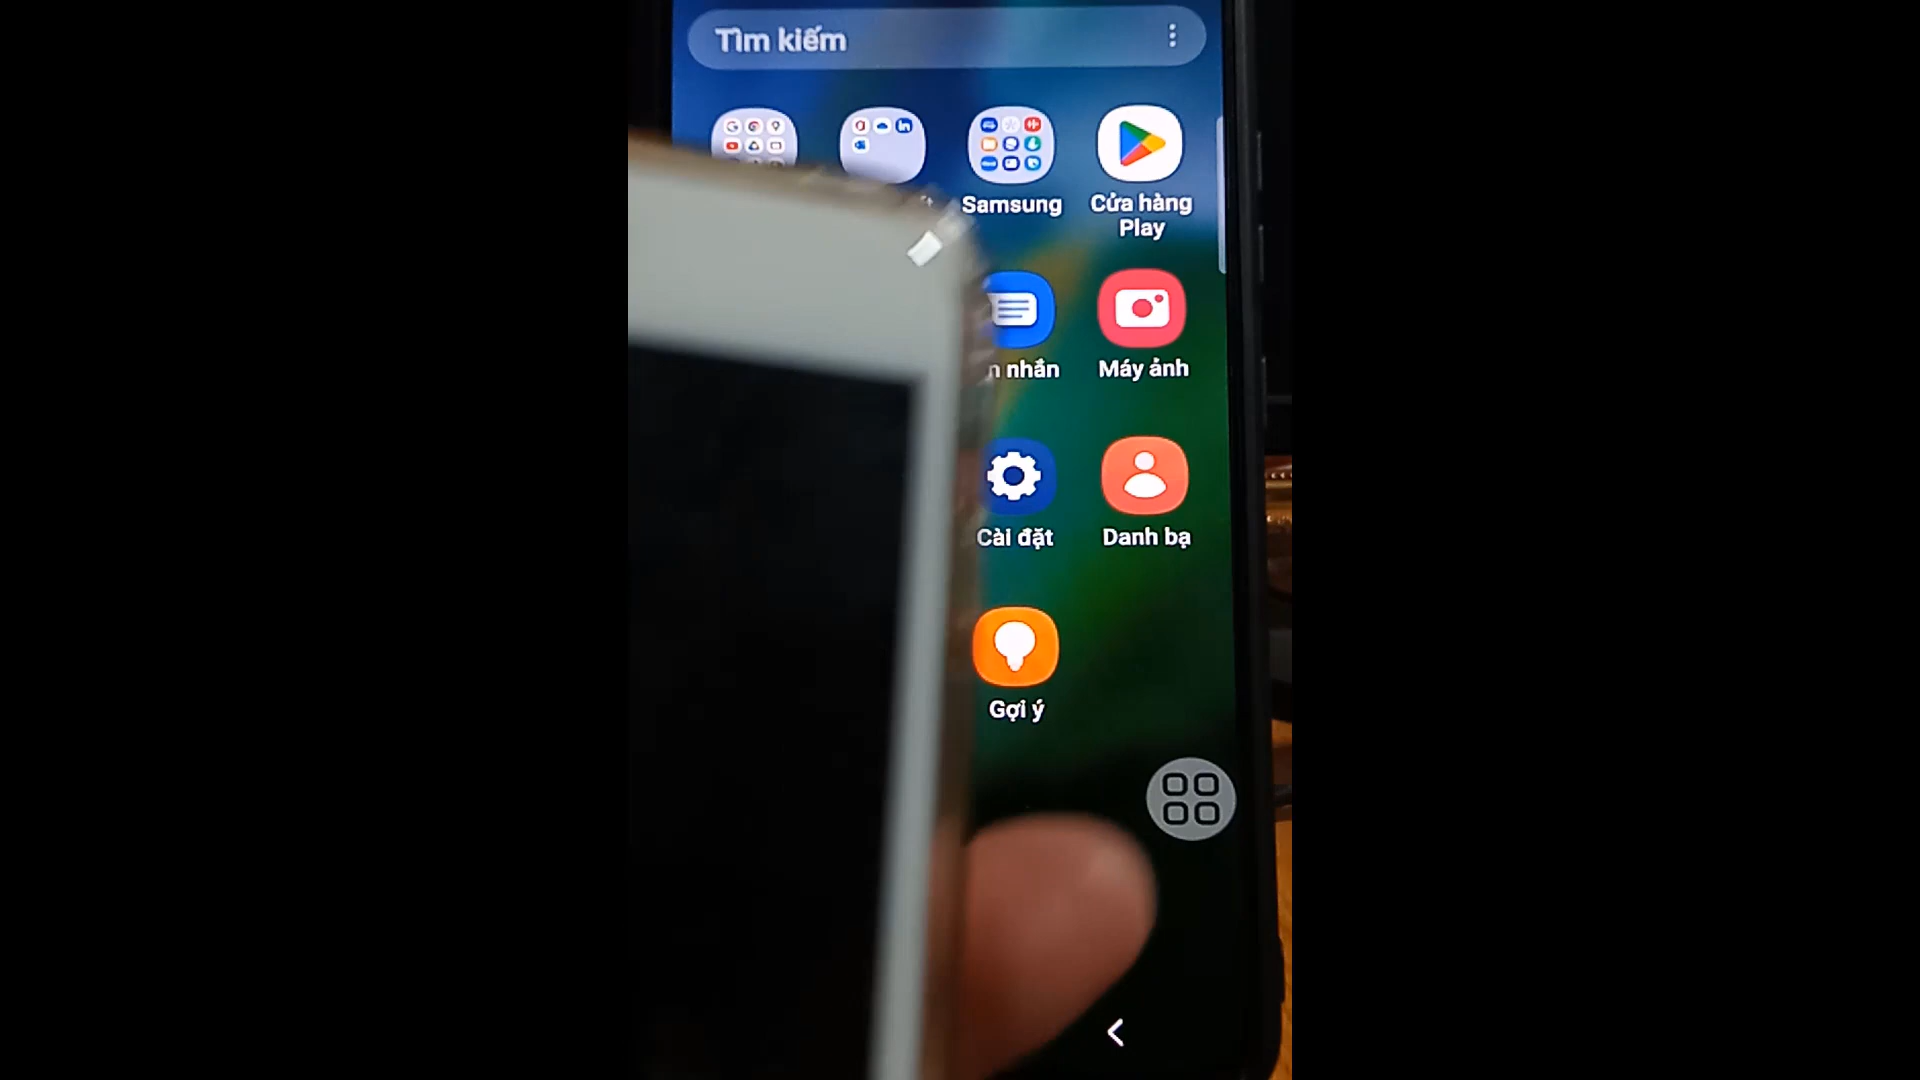 Tìm kiếm
Samsung
Cửa hàng
Play
nhắn
Máy ảnh
Cài đặt
Danh bạ
Gợi ý